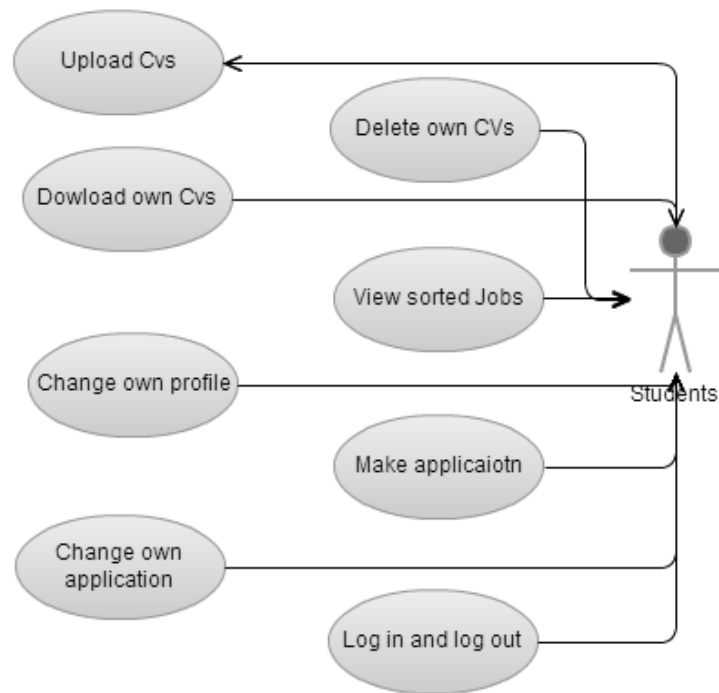 Upload Cvs
Delete own CVs
Dowload own Cvs
View sorted Jobs
Change own profile
Students
Make applicaiotn
Change own
application
Log in and log out